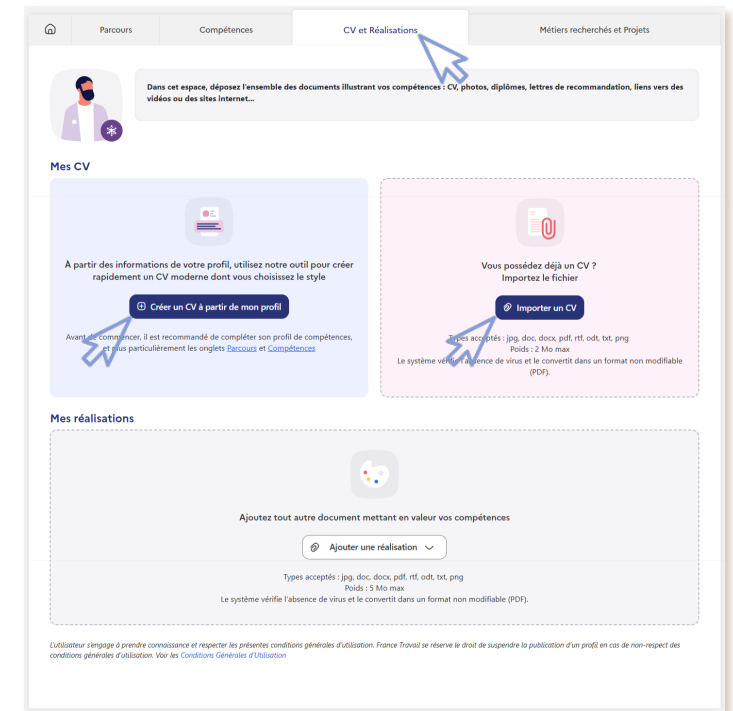 Parcours
Compétences
CV et Réalisations
Métiers recherchés et Projets
Dans cet espace, déposez l'ensemble des documents illustrant vos compétences : CV, photos, diplômes, lettres de recommandation, liens vers des
vidéos ou des sites internet...
Mes CV
À partir des informations de votre profil, utilisez notre outil pour créer
rapidement un CV moderne dont vous choisissez le style
Créer un CV à partir de mon profil
Avant de commencer, il est recommandé de compléter son profil de compétences,
et plus particulièrement les onglets Parcours et Compétences
Vous possédez déjà un CV ?
Importez le fichier
Importer un CV
Types acceptés : jpg, doc, docx, pdf, rtf, odt, txt, png
Poids : 2 Mo max
Le système vérifie l'absence de virus et le convertit dans un format non modifiable
(PDF).
Mes réalisations
Ajoutez tout autre document mettant en valeur vos compétences
Ajouter une réalisation
Types acceptés : jpg, doc, docx, pdf, rtf, odt, txt, png
Poids : 5 Mo max
Le système vérifie l'absence de virus et le convertit dans un format non modifiable (PDF).
L'utilisateur s'engage à prendre connaissance et respecter les présentes conditions générales d'utilisation. France Travail se réserve le droit de suspendre la publication d'un profil en cas de non-respect des
conditions générales d'utilisation. Voir les Conditions Générales d'Utilisation